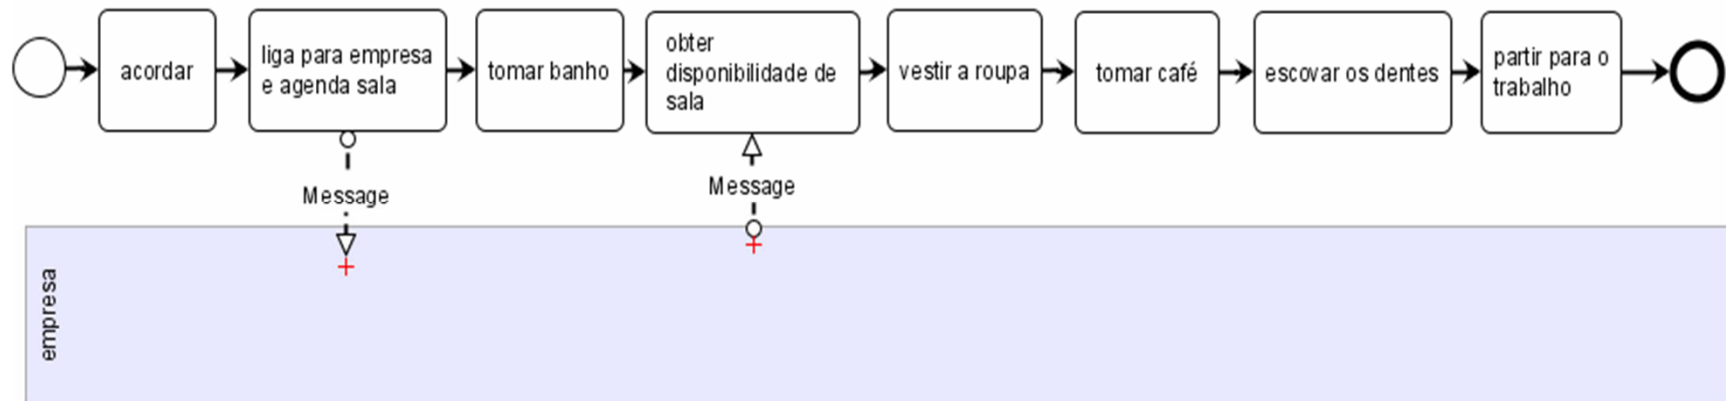 acordar
liga para empresa
e agenda sala
tomar banho
obter
disponibilidade de
sala
vestir a roupa
tomar café
escovar os dentes
partir para o
trabalho
Message
Message
empresa